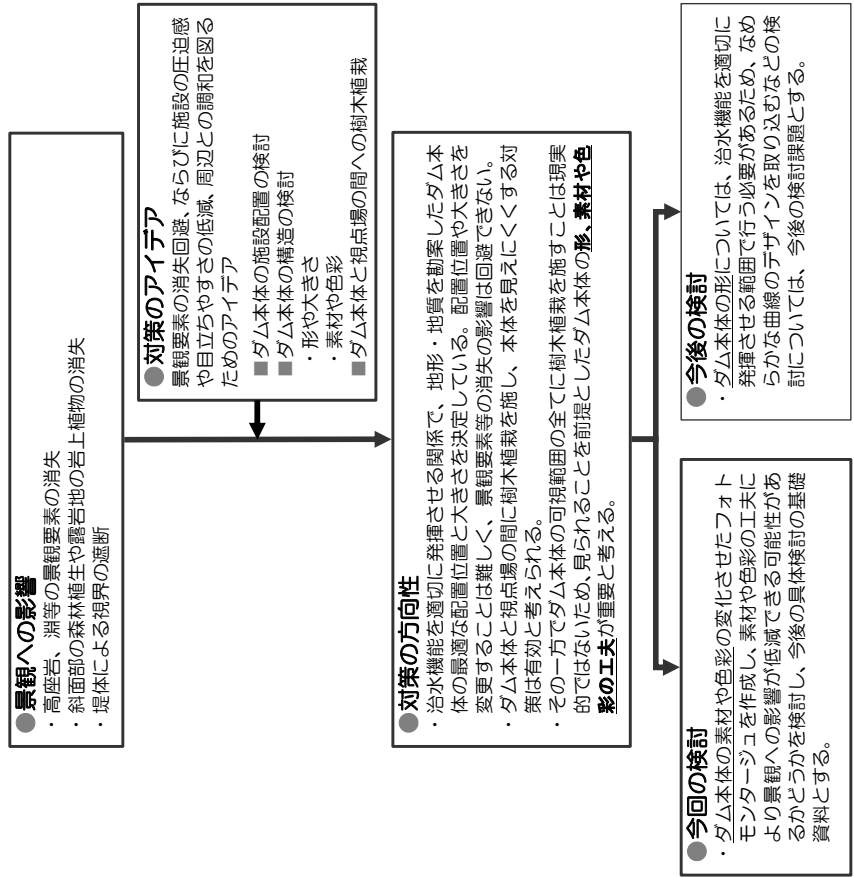 ●景観への影響
・高座岩、淵等の景観要素の消失
・斜面部の森林植生や露岩地の岩上植物の消失
・堤体による視界の遮断
●対策のアイデア
景観要素の消失回避、ならびに施設の圧迫感
や目立ちやすさの低減、周辺との調和を図る
ためのアイデア
■ダム本体の施設配置の検討
■ダム本体の構造の検討
・形や大きさ
・素材や色彩
■ダム本体と視点場の間への樹木植栽
●対策の方向性
・治水機能を適切に発揮させる関係で、地形・地質を勘案したダム本
体の最適な配置位置と大きさを決定している。配置位置や大きさを
変更することは難しく、景観要素等の消失の影響は回避できない。
・ダム本体と視点場の間に樹木植栽を施し、本体を見えにくくする対
策は有効と考えられる。
・その一方でダム本体の可視範囲の全てに樹木植栽を施すことは現実
的ではないため、見られることを前提としたダム本体の形、素材や色
彩の工夫が重要と考える。
●今回の検討
・ダム本体の素材や色彩の変化させたフォト
モンタージュを作成し、素材や色彩の工夫に
より景観への影響が低減できる可能性があ
るかどうかを検討し、今後の具体検討の基礎
資料とする。
●今後の検討
・ダム本体の形については、治水機能を適切に
発揮させる範囲で行う必要があるため、なめ
らかな曲線のデザインを取り込むなどの検
討については、今後の検討課題とする。